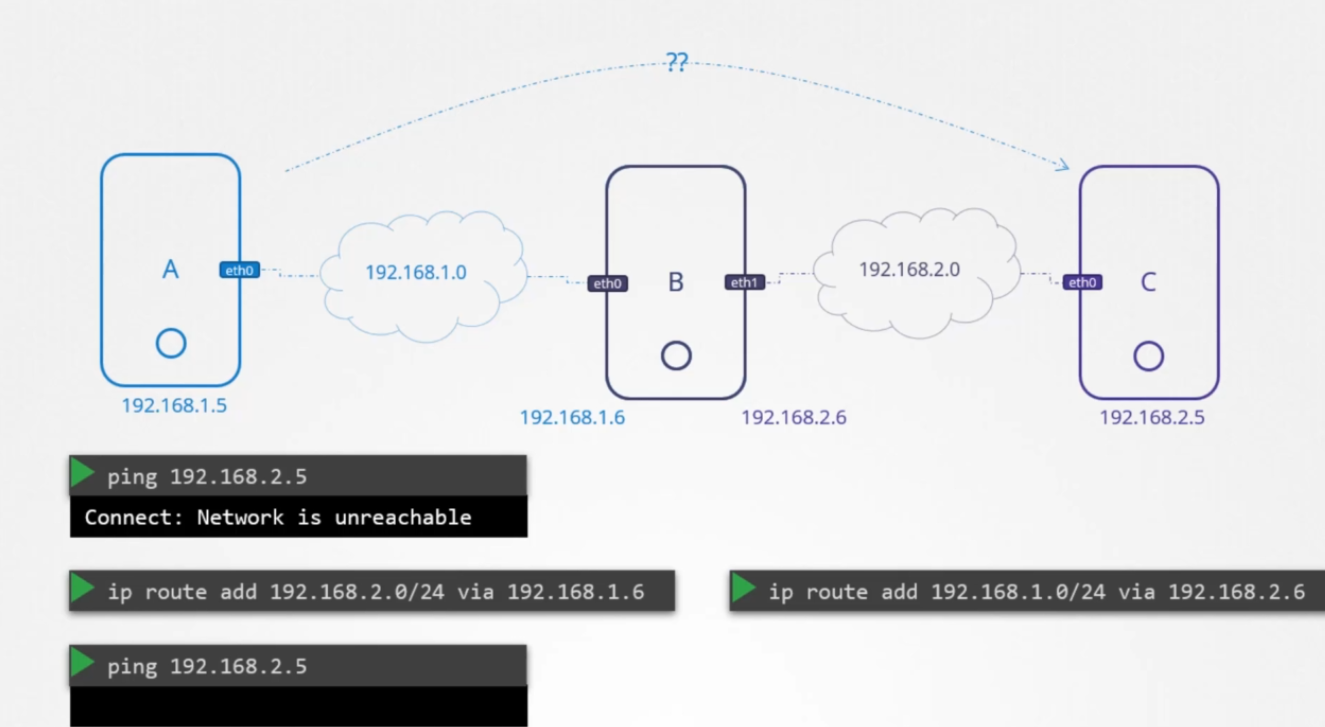 ??
A
eth0
192.168.1.0
eth0
B
eth1
192.168.2.0
eth0
C
192.168.1.5
192.168.1.6
192.168.2.6
192.168.2.5
ping 192.168.2.5
Connect: Network is unreachable
ip route add 192.168.2.0/24 via 192.168.1.6
ip route add 192.168.1.0/24 via 192.168.2.6
ping 192.168.2.5